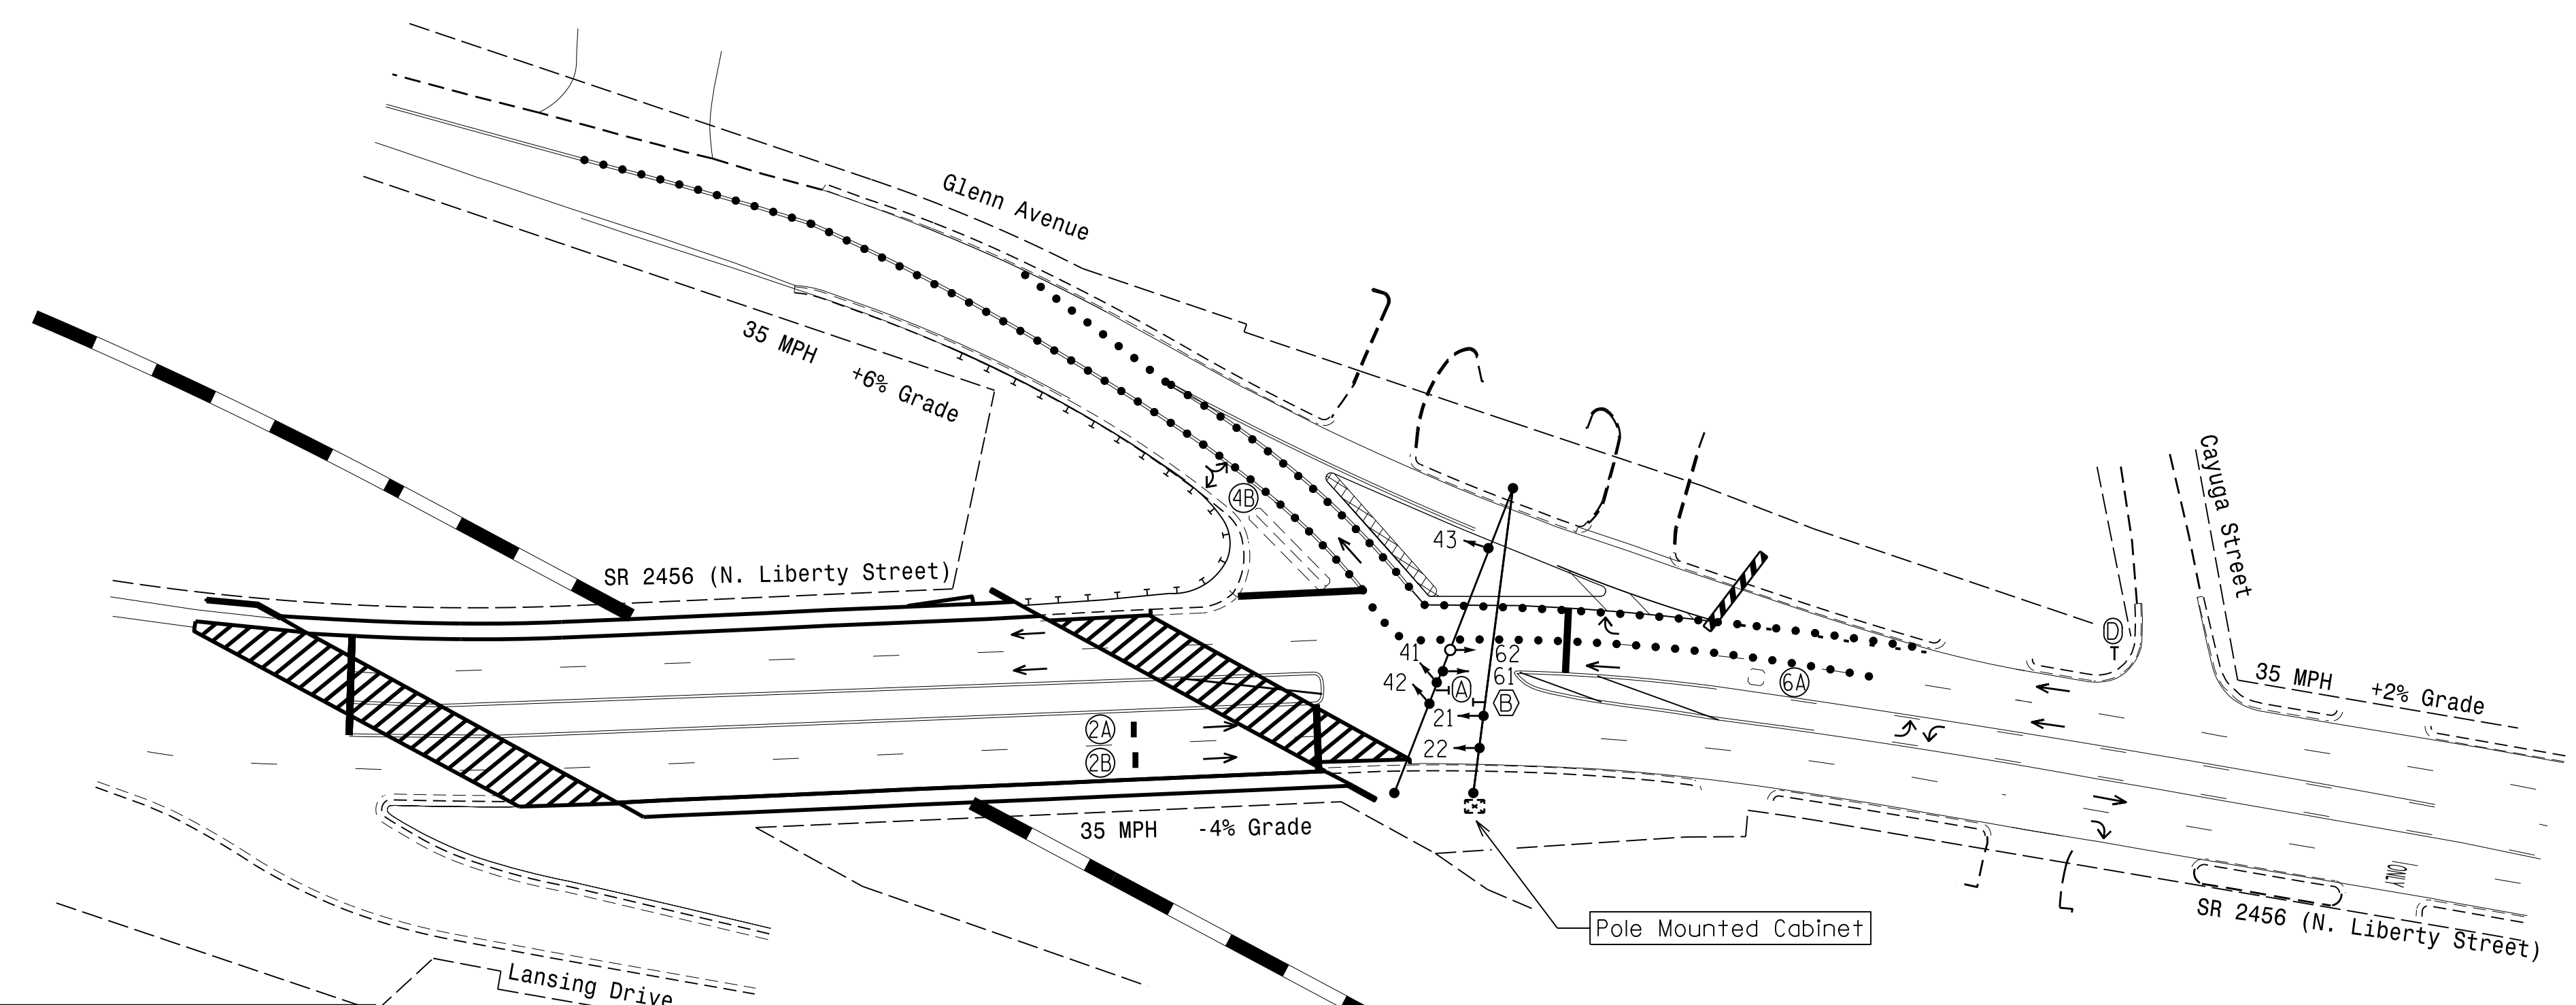 Glenn Avenue
35 MPH
+6% Grade
Cayuga Street
4B
43
SR 2456 (N. Liberty Street)
D
41
62
42
61
A
B
6A
35 MPH +2% Grade
21
2A
22
2B
35 MPH -4% Grade
ONLY
SR 2456 (N. Liberty Street)
Pole Mounted Cabinet
Lansing Drive